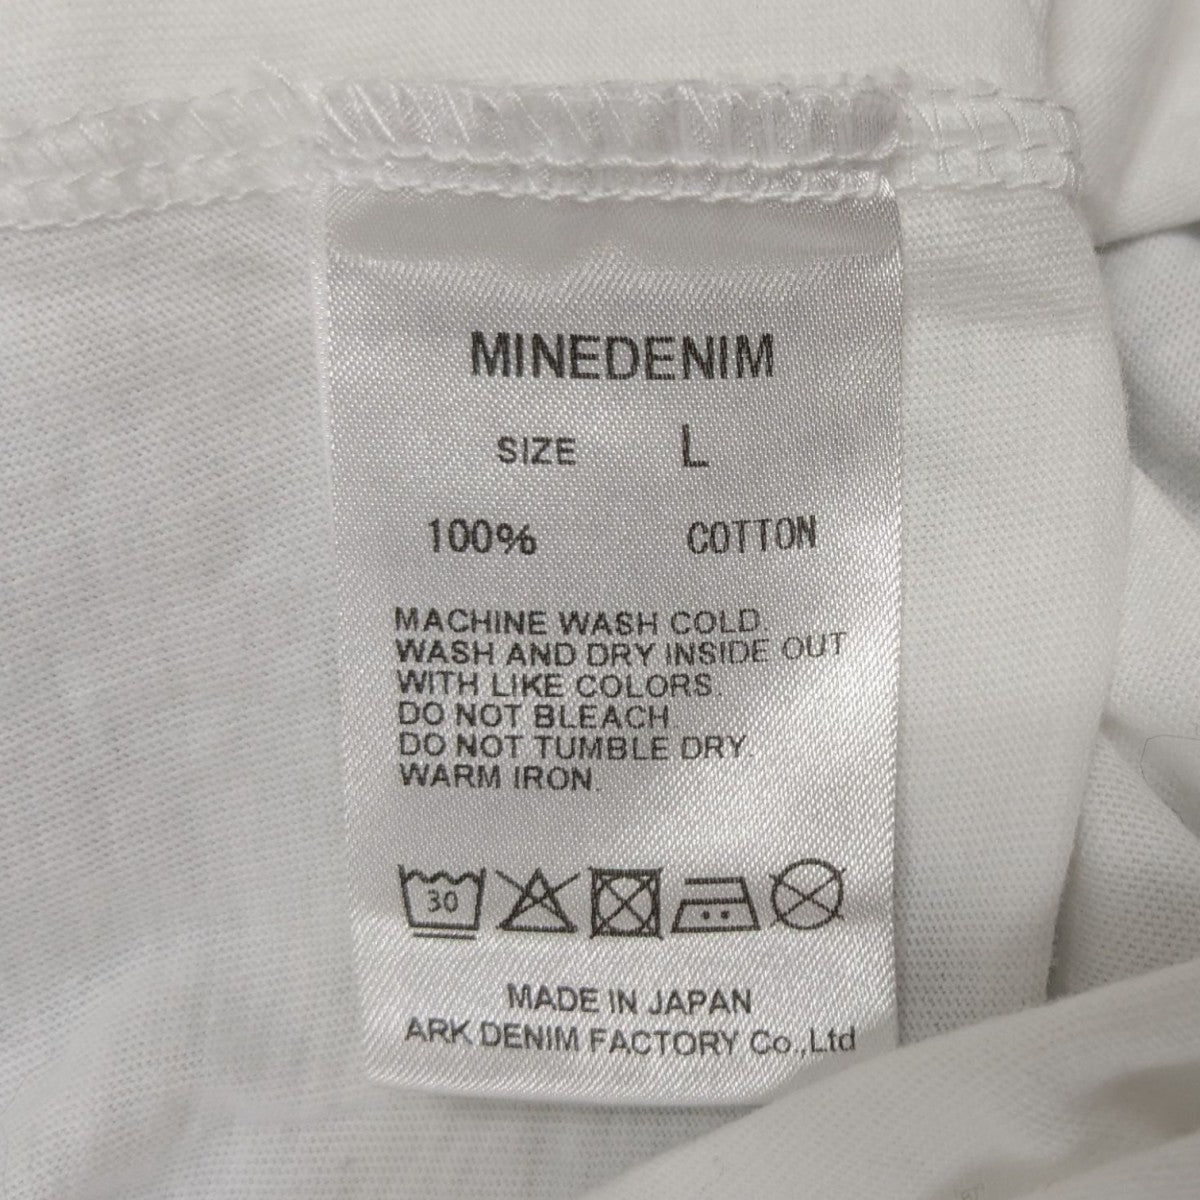 MINEDENIM
SIZE L
100% COTTON
MACHINE WASH COLD.
WASH AND DRY INSIDE OUT
WITH LIKE COLORS.
DO NOT BLEACH.
DO NOT TUMBLE DRY.
WARM IRON.
30
MADE IN JAPAN
ARK DENIM FACTORY Co.,Ltd